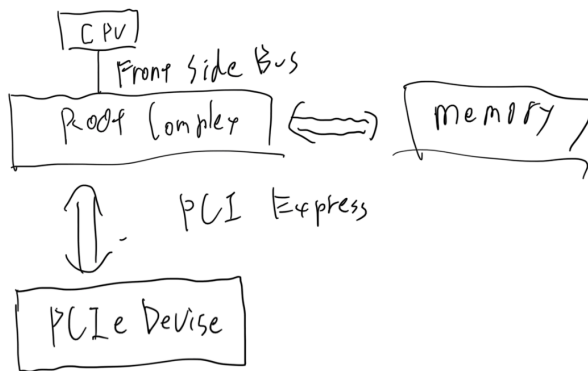 CPU
Front Side Bus
Root Complex
memory
PCI Express
PCIe Devise